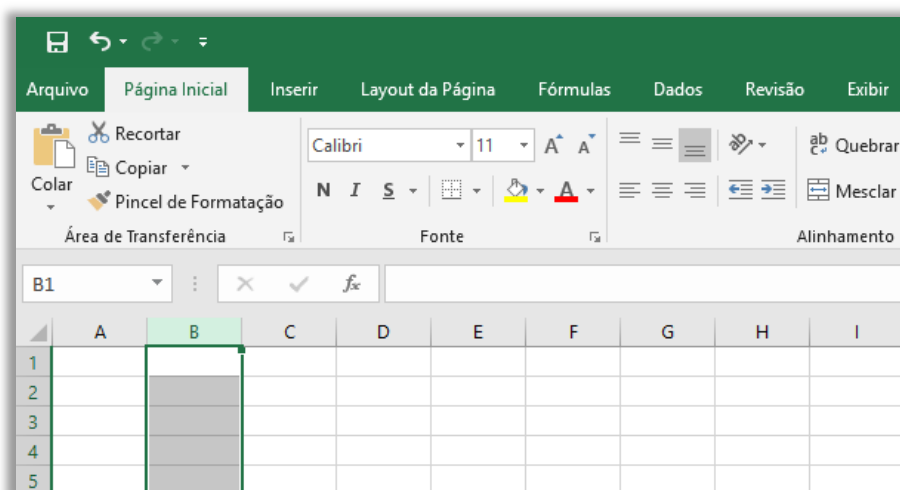 Arquivo Página Inicial Inserir Layout da Página Fórmulas Dados Revisão Exibir
Recortar
Calibri 11 A A ab Quebrar
Copiar
Colar
N I S A Mesclar
Pincel de Formatação
Área de Transferência Fonte Alinhamento
B1 fx
A B C D E F G H I
1
2
3
4
5